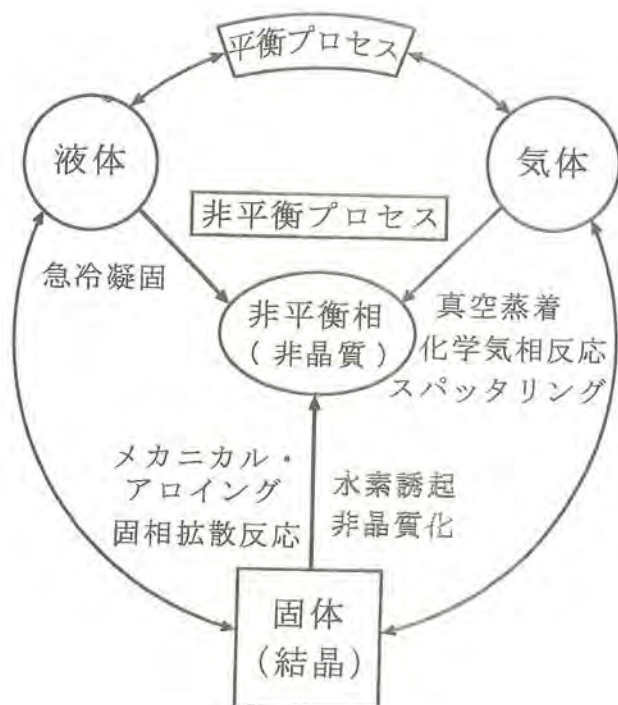 平衡プロセス
液体
気体
非平衡プロセス
急冷凝固
非平衡相
(非晶質)
真空蒸着
化学気相反応
スパッタリング
メカニカル・
アロイング
固相拡散反応
水素誘起
非晶質化
固体
(結晶)